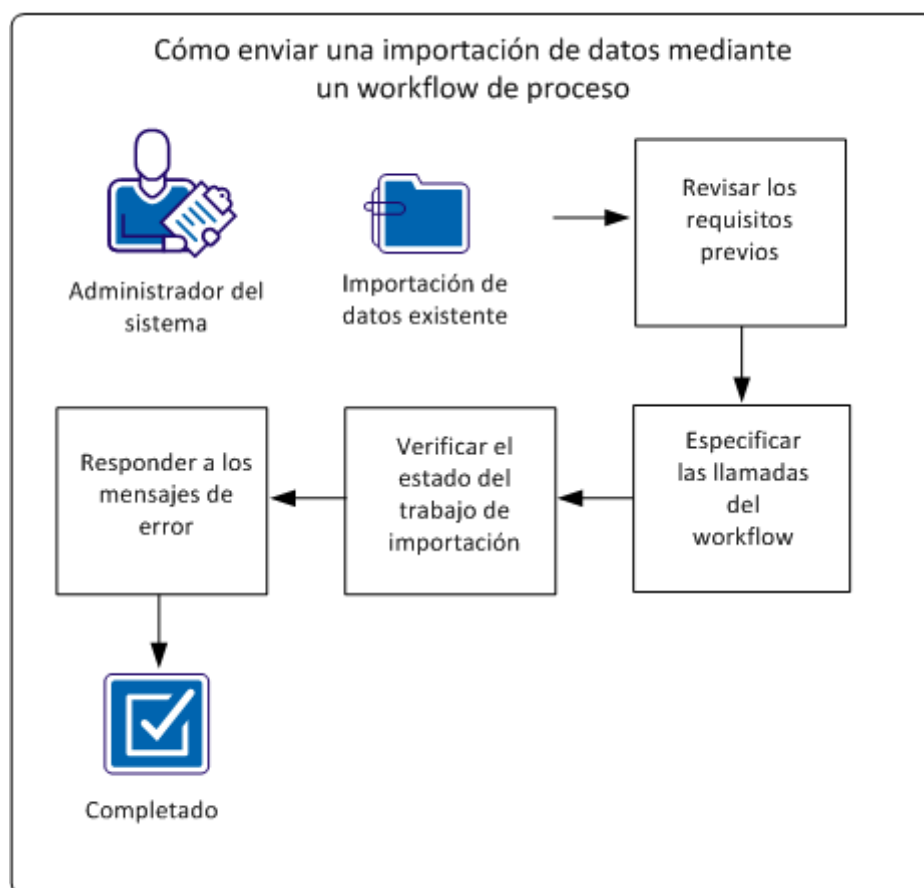 Cómo enviar una importación de datos mediante
un workflow de proceso
Administrador del
sistema
Importación de
datos existente
Revisar los
requisitos
previos
Especificar
las llamadas
del
workflow
Verificar el
estado del
trabajo de
importación
Responder a los
mensajes de
error
Completado